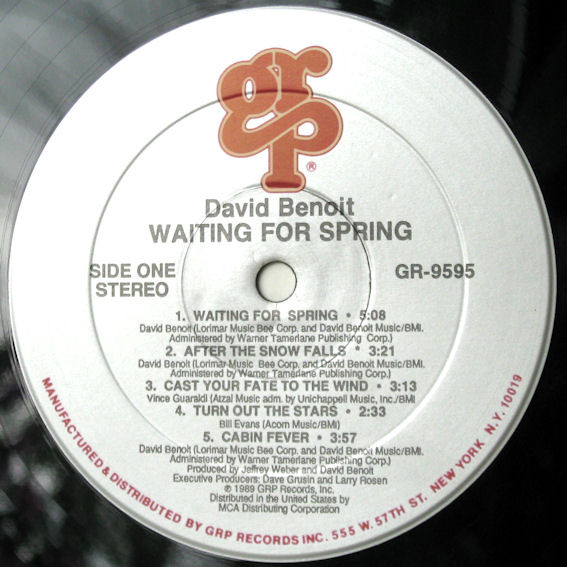 grp®
David Benoit
WAITING FOR SPRING
SIDE ONE
STEREO
GR-9595
1. WAITING FOR SPRING • 5:08
David Benoit (Lorimar Music Bee Corp. and David Benoit Music/BMI.
Administered by Warner Tamerlane Publishing Corp.)
2. AFTER THE SNOW FALLS • 3:21
David Benoit (Lorimar Music Bee Corp. and David Benoit Music/BMI.
Administered by Warner Tamerlane Publishing Corp.)
3. CAST YOUR FATE TO THE WIND • 3:13
Vince Guaraldi (Atzal Music adm. by Unichappell Music, Inc./BMI
4. TURN OUT THE STARS • 2:33
Bill Evans (Acorn Music/BMI)
5. CABIN FEVER • 3:57
David Benoit (Lorimar Music Bee Corp. and David Benoit Music/BMI.
Administered by Warner Tamerlane Publishing Corp.)
Produced by Jeffrey Weber and David Benoit
Executive Producers: Dave Grusin and Larry Rosen
℗ 1989 GRP Records, Inc.
Distributed in the United States by
MCA Distributing Corporation
MANUFACTURED & DISTRIBUTED BY GRP RECORDS INC. 555 W. 57TH ST. NEW YORK N.Y. 10019